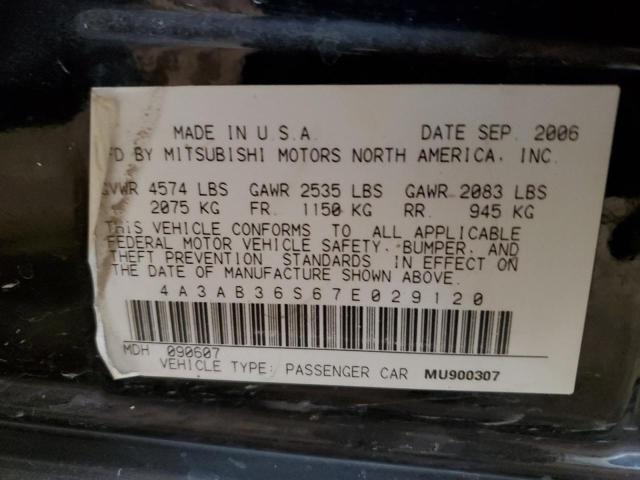 MADE IN U.S.A. DATE SEP. 2006
FD BY MITSUBISHI MOTORS NORTH AMERICA, INC.
GVWR 4574 LBS GAWR 2535 LBS GAWR 2083 LBS
2075 KG FR. 1150 KG RR. 945 KG
THIS VEHICLE CONFORMS TO ALL APPLICABLE
FEDERAL MOTOR VEHICLE SAFETY, BUMPER, AND
THEFT PREVENTION STANDARDS IN EFFECT ON
THE DATE OF MANUFACTURE SHOWN ABOVE.
4A3AB36S67E029120
MDH 090607
VEHICLE TYPE: PASSENGER CAR MU900307